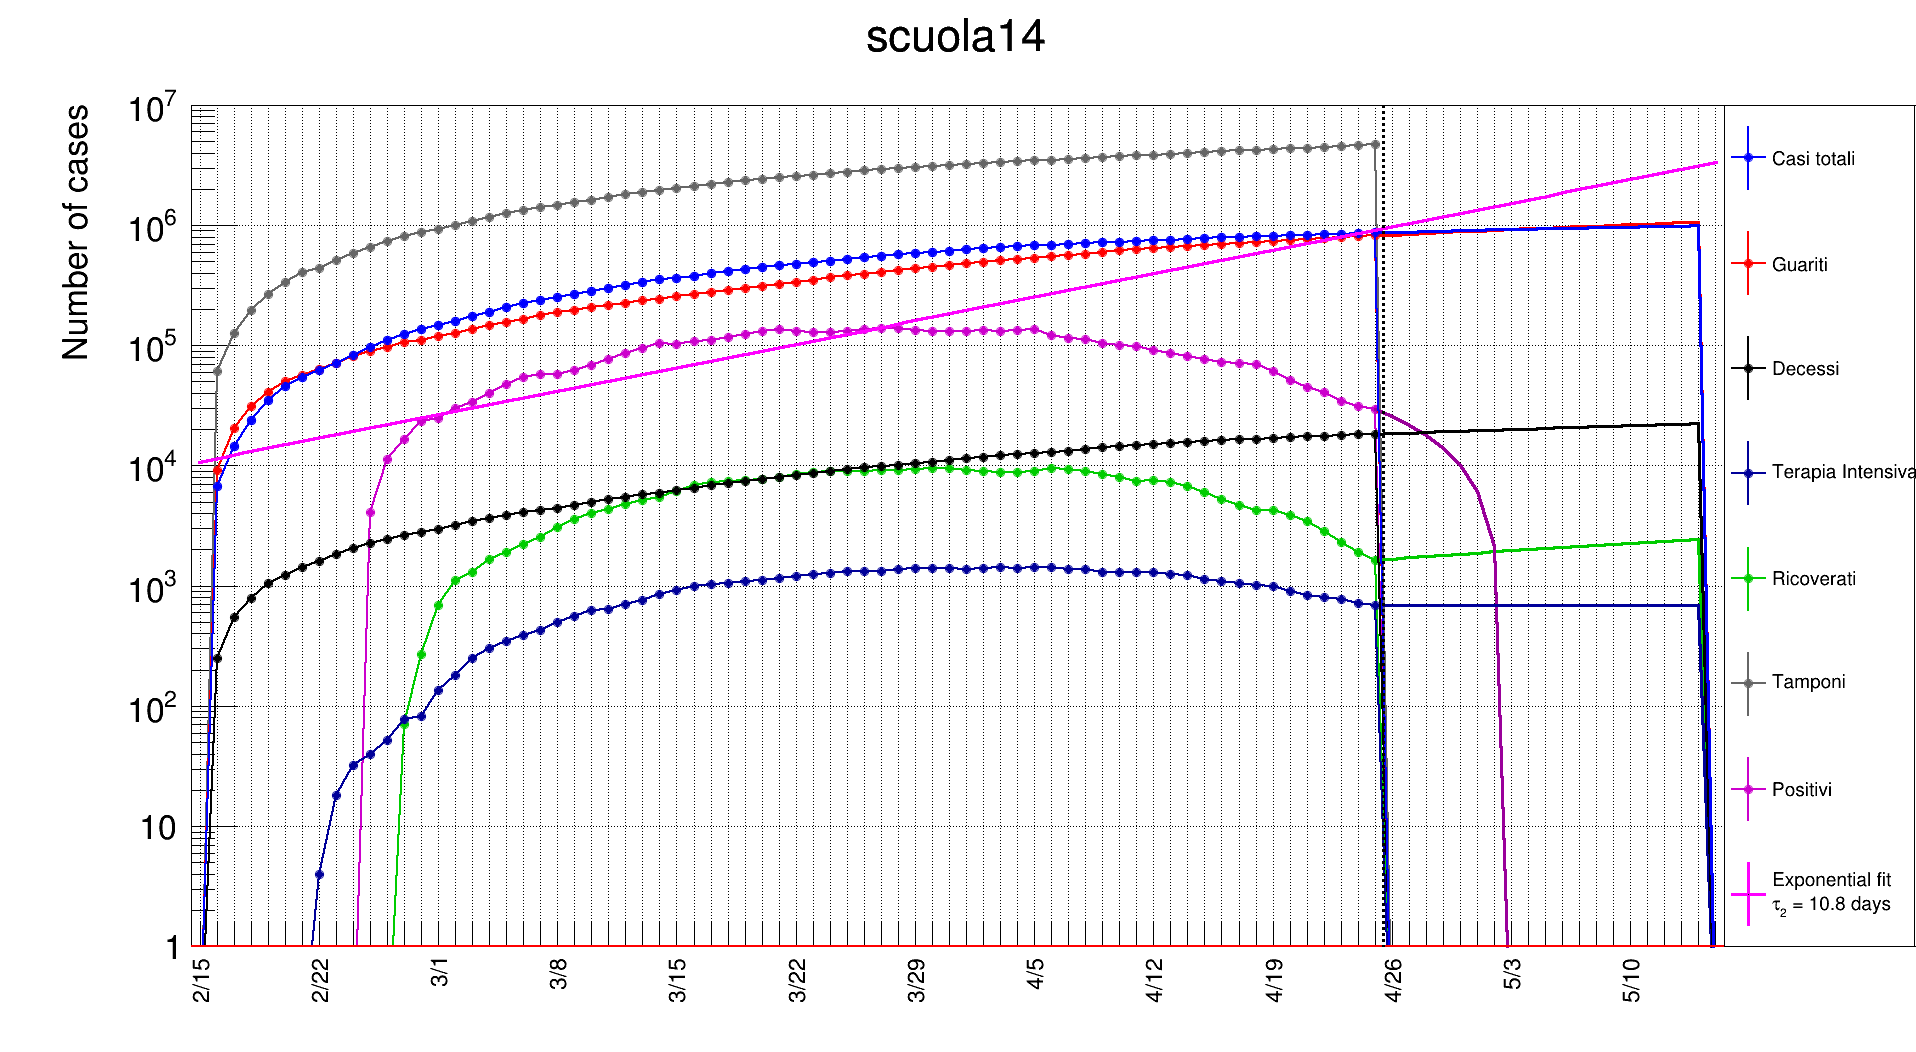 scuola14
Number of cases
10^7
10^6
10^5
10^4
10^3
10^2
10
1
2/15
2/22
3/1
3/8
3/15
3/22
3/29
4/5
4/12
4/19
4/26
5/3
5/10
Casi totali
Guariti
Decessi
Terapia Intensiva
Ricoverati
Tamponi
Positivi
Exponential fit
τ_2 = 10.8 days